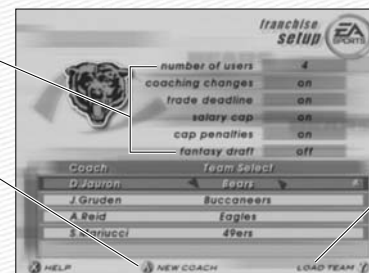 franchise
setup
EA
SPORTS
number of users 4
coaching changes on
trade deadline on
salary cap on
cap penalties on
fantasy draft off
Coach Team Select
D.Jauron Bears
J.Gruden Buccaneers
A.Reid Eagles
S.Mariucci 49ers
X HELP A NEW COACH LOAD TEAM Y